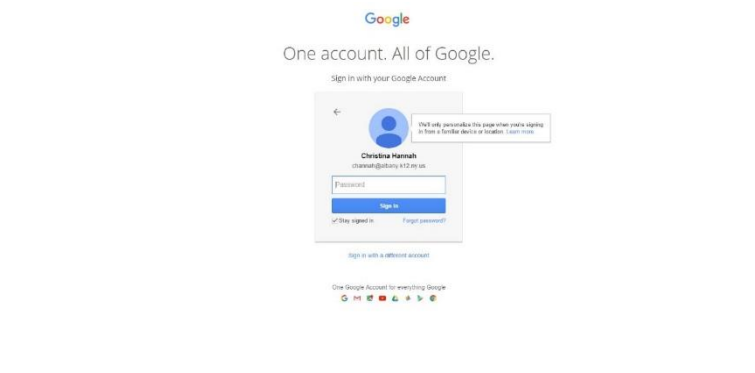 Google
One account. All of Google.
Sign in with your Google Account
We'll only personalize this page when you're signing
in from a familiar device or location. Learn more
Christina Hannah
channah@albany.k12.ny.us
Password
Sign in
Stay signed in Forgot password?
Sign in with a different account
One Google Account for everything Google